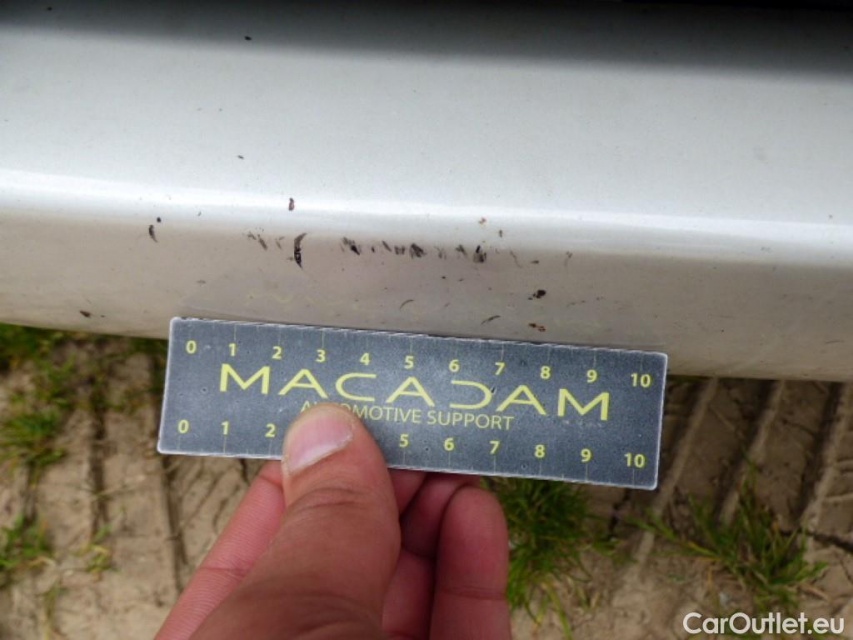 0 1 2 3 4 5 6 7 8 9 10
MACADAM
AUTOMOTIVE SUPPORT
0 1 2 5 6 7 8 9 10
CarOutlet.eu